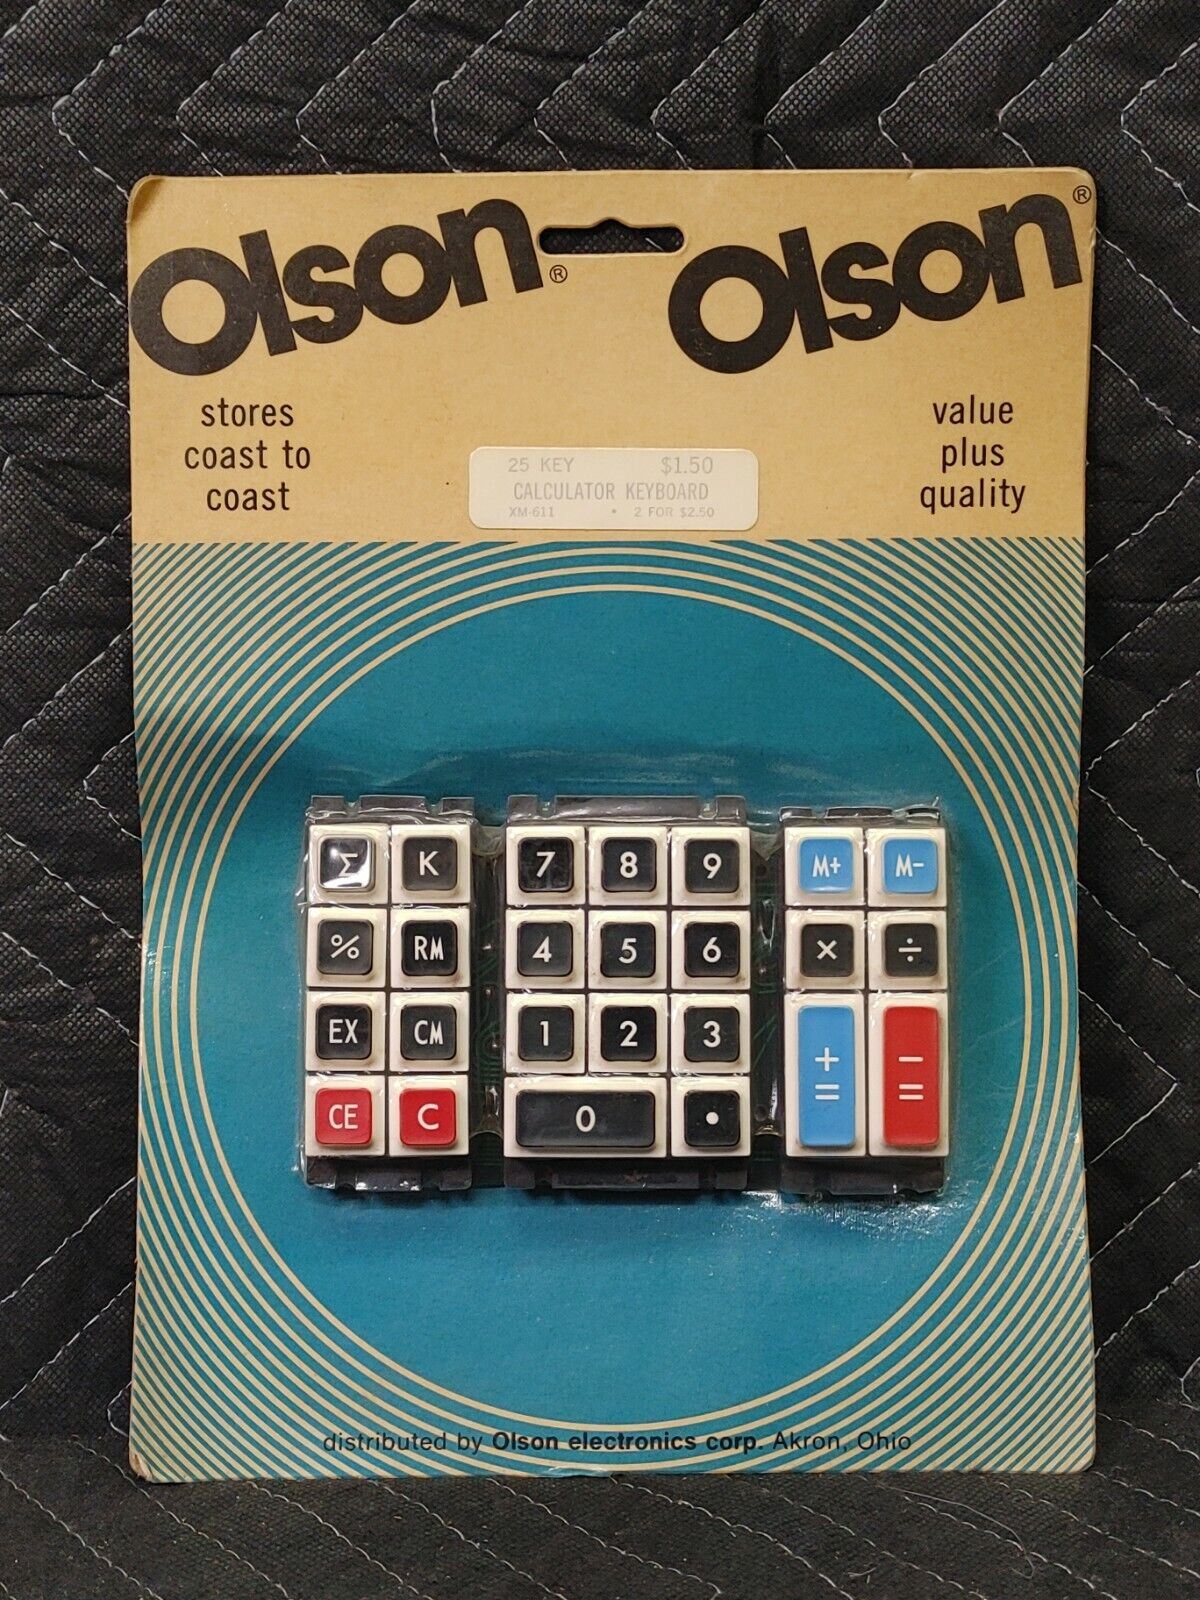 Olson® Olson®
stores
coast to
coast
value
plus
quality
25 KEY $1.50
CALCULATOR KEYBOARD
XM-611 • 2 FOR $2.50
Σ K 7 8 9 M+ M-
% RM 4 5 6 × ÷
EX CM 1 2 3 + =  − =
CE C 0 •
distributed by Olson electronics corp. Akron, Ohio